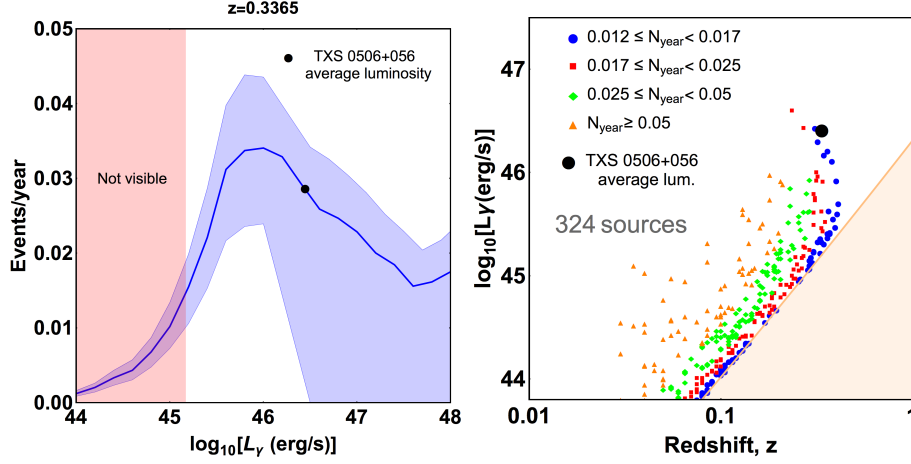 z=0.3365
0.05
0.04
0.03
0.02
0.01
0.00
Events/year
Not visible
TXS 0506+056
average luminosity
44 45 46 47 48
log₁₀[Lᵧ (erg/s)]
0.012 ≤ Nyear< 0.017
0.017 ≤ Nyear< 0.025
0.025 ≤ Nyear< 0.05
Nyear≥ 0.05
TXS 0506+056
average lum.
324 sources
47
46
45
44
log₁₀[Lγ(erg/s)]
0.01 0.1 1
Redshift, z